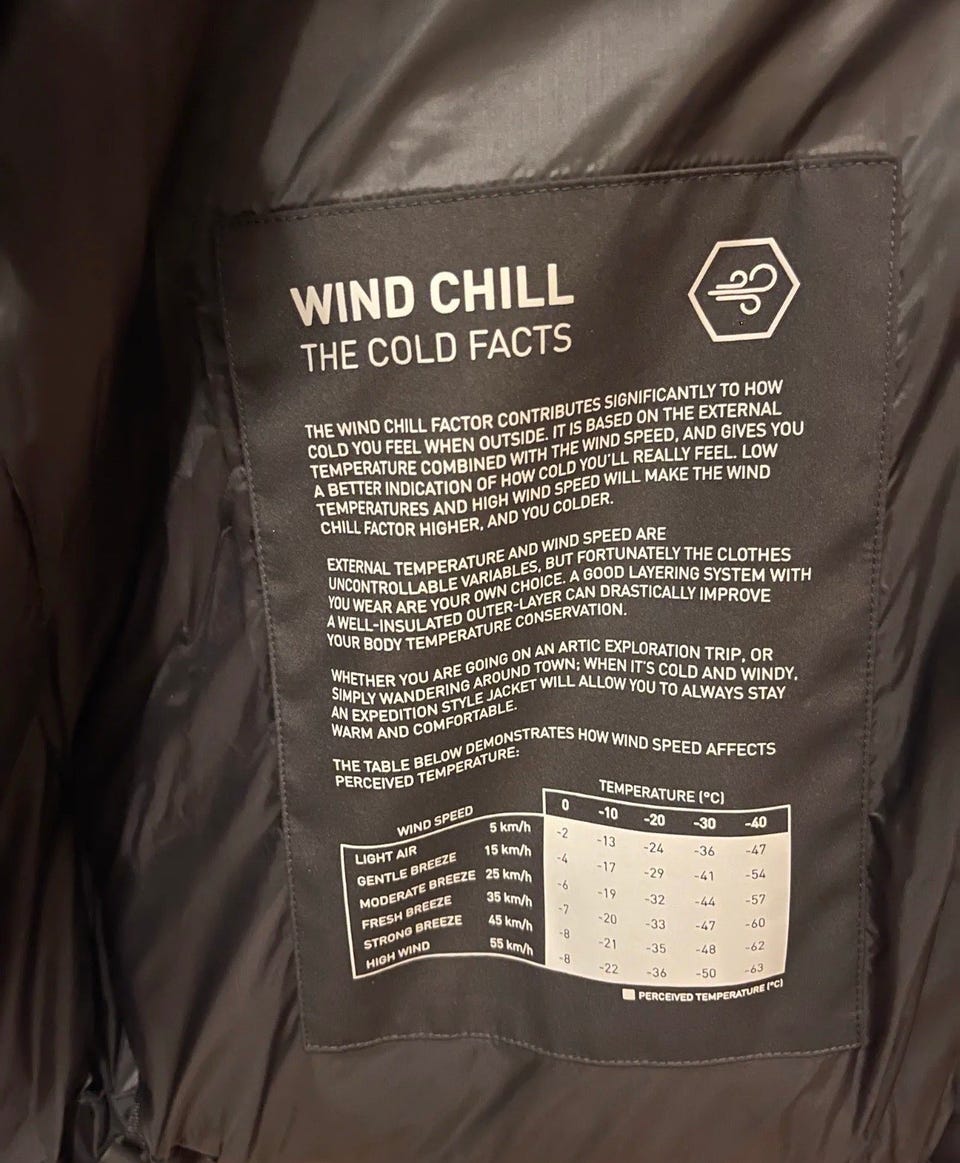 WIND CHILL
THE COLD FACTS
THE WIND CHILL FACTOR CONTRIBUTES SIGNIFICANTLY TO HOW
COLD YOU FEEL WHEN OUTSIDE. IT IS BASED ON THE EXTERNAL
TEMPERATURE COMBINED WITH THE WIND SPEED, AND GIVES YOU
A BETTER INDICATION OF HOW COLD YOU'LL REALLY FEEL. LOW
TEMPERATURES AND HIGH WIND SPEED WILL MAKE THE WIND
CHILL FACTOR HIGHER, AND YOU COLDER.
EXTERNAL TEMPERATURE AND WIND SPEED ARE
UNCONTROLLABLE VARIABLES, BUT FORTUNATELY THE CLOTHES
YOU WEAR ARE YOUR OWN CHOICE. A GOOD LAYERING SYSTEM WITH
A WELL-INSULATED OUTER-LAYER CAN DRASTICALLY IMPROVE
YOUR BODY TEMPERATURE CONSERVATION.
WHETHER YOU ARE GOING ON AN ARTIC EXPLORATION TRIP, OR
SIMPLY WANDERING AROUND TOWN; WHEN IT'S COLD AND WINDY,
AN EXPEDITION STYLE JACKET WILL ALLOW YOU TO ALWAYS STAY
WARM AND COMFORTABLE.
THE TABLE BELOW DEMONSTRATES HOW WIND SPEED AFFECTS
PERCEIVED TEMPERATURE:
TEMPERATURE (°C)
WIND SPEED 0 -10 -20 -30 -40
LIGHT AIR 5 km/h -2 -13 -24 -36 -47
GENTLE BREEZE 15 km/h -4 -17 -29 -41 -54
MODERATE BREEZE 25 km/h -6 -19 -32 -44 -57
FRESH BREEZE 35 km/h -7 -20 -33 -47 -60
STRONG BREEZE 45 km/h -8 -21 -35 -48 -62
HIGH WIND 55 km/h -8 -22 -36 -50 -63
PERCEIVED TEMPERATURE (°C)